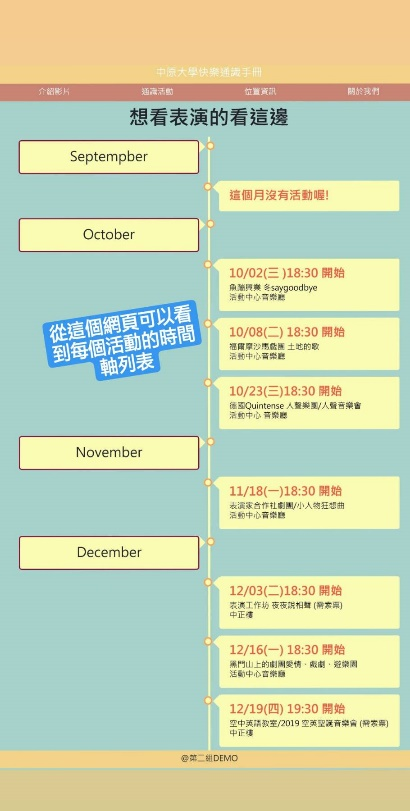 中原大學快樂通識手冊
介紹影片 通識活動 位置資訊 關於我們
想看表演的看這邊
Septempber
這個月沒有活動喔!
October
10/02(三 )18:30 開始
魚蹦興業 冬saygoodbye
活動中心音樂廳
從這個網頁可以看
到每個活動的時間
軸列表
10/08(二) 18:30 開始
福爾摩沙馬戲團 土地的歌
活動中心音樂廳
10/23(三)18:30 開始
德國Quintense 人聲樂團/人聲音樂會
活動中心 音樂廳
November
11/18(一)18:30 開始
表演家合作社劇團/小人物狂想曲
活動中心音樂廳
December
12/03(二)18:30 開始
表演工作坊 夜夜說相聲 (需索票)
中正樓
12/16(一) 18:30 開始
黑門山上的劇團愛情、戲劇、遊樂園
活動中心音樂廳
12/19(四) 19:30 開始
空中英語教室/2019 空英聖誕音樂會 (需索票)
中正樓
@第二組DEMO